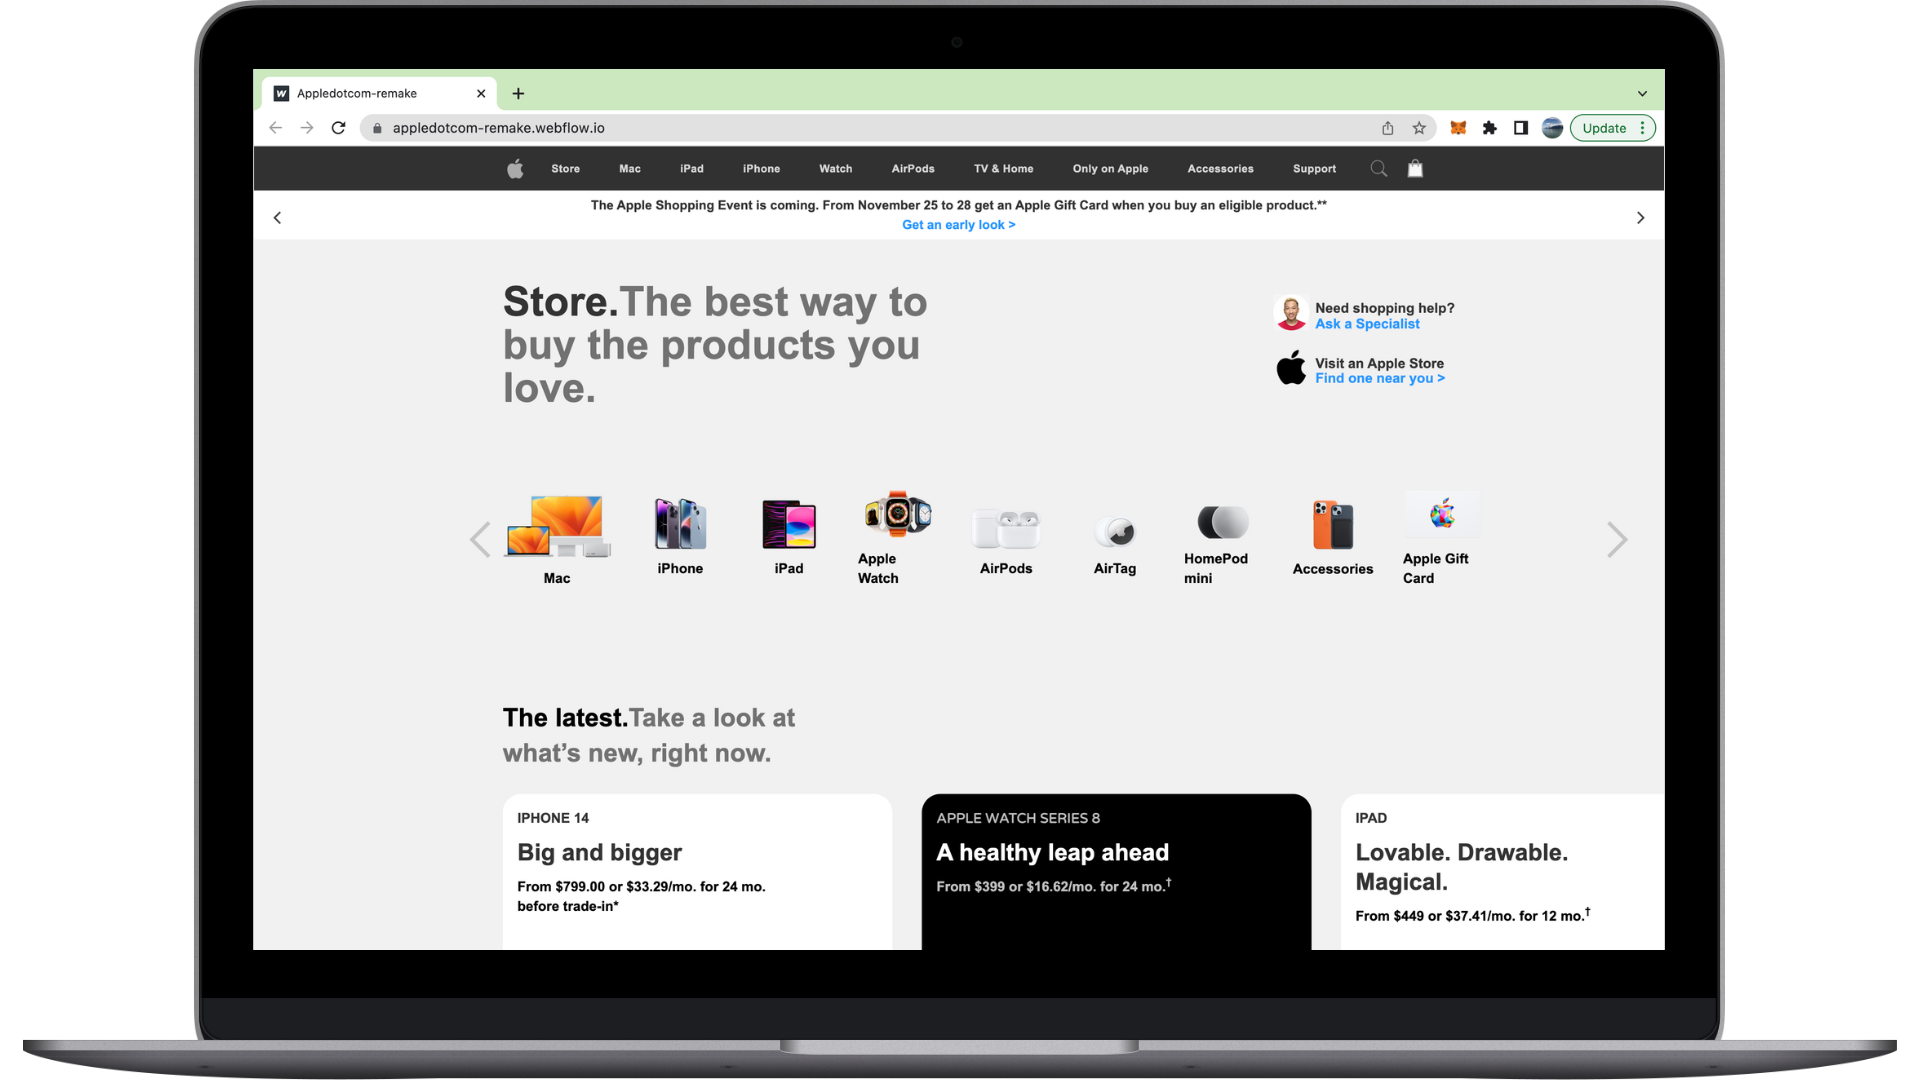 Appledotcom-remake
appledotcom-remake.webflow.io
Update
Store Mac iPad iPhone Watch AirPods TV & Home Only on Apple Accessories Support
The Apple Shopping Event is coming. From November 25 to 28 get an Apple Gift Card when you buy an eligible product.**
Get an early look >
Store.The best way to
buy the products you
love.
Need shopping help?
Ask a Specialist
Visit an Apple Store
Find one near you >
Mac
iPhone
iPad
Apple
Watch
AirPods
AirTag
HomePod
mini
Accessories
Apple Gift
Card
The latest.Take a look at
what’s new, right now.
IPHONE 14
Big and bigger
From $799.00 or $33.29/mo. for 24 mo.
before trade-in*
APPLE WATCH SERIES 8
A healthy leap ahead
From $399 or $16.62/mo. for 24 mo.†
IPAD
Lovable. Drawable.
Magical.
From $449 or $37.41/mo. for 12 mo.†